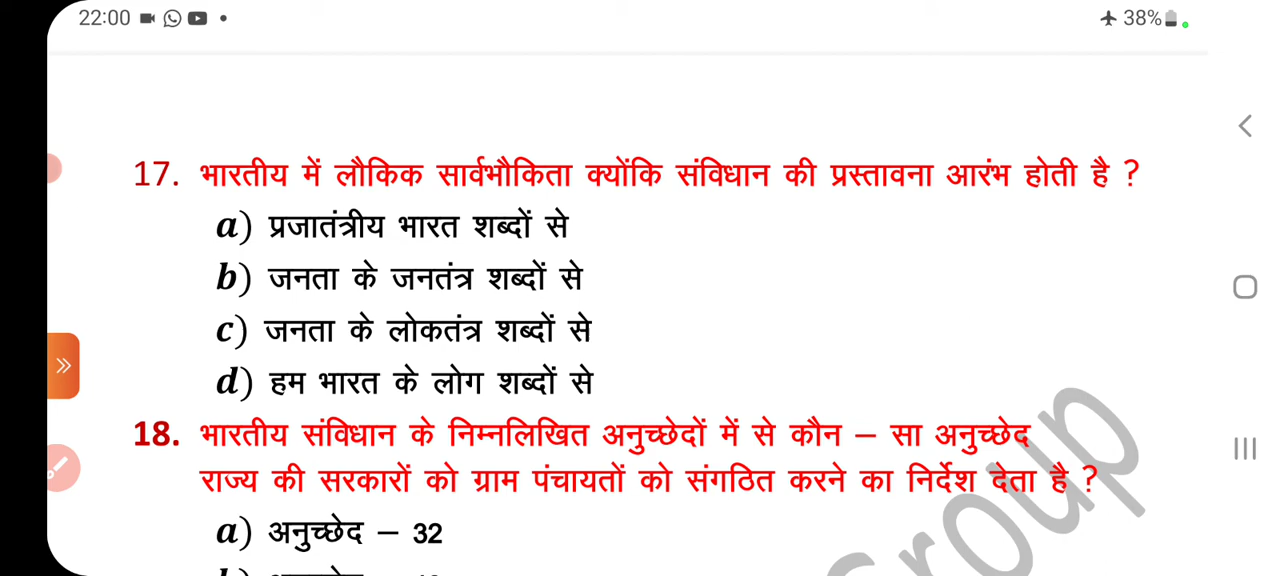 22:00
38%
17. भारतीय में लौकिक सार्वभौकिता क्योंकि संविधान की प्रस्तावना आरंभ होती है ?
a) प्रजातंत्रीय भारत शब्दों से
b) जनता के जनतंत्र शब्दों से
c) जनता के लोकतंत्र शब्दों से
d) हम भारत के लोग शब्दों से
18. भारतीय संविधान के निम्नलिखित अनुच्छेदों में से कौन – सा अनुच्छेद
राज्य की सरकारों को ग्राम पंचायतों को संगठित करने का निर्देश देता है ?
a) अनुच्छेद – 32
Group